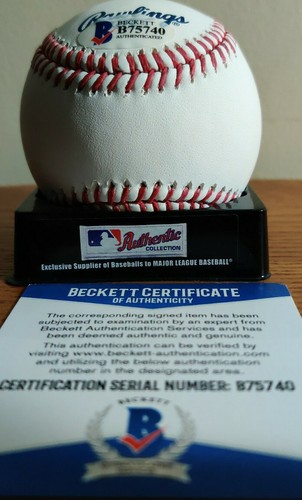 Rawlings®
BECKETT
B75740
AUTHENTICATED
Authentic
COLLECTION
Exclusive Supplier of Baseballs to MAJOR LEAGUE BASEBALL®
BECKETT CERTIFICATE
OF AUTHENTICITY
The corresponding signed item has been
subjected to examination by an expert from
Beckett Authentication Services and has
been deemed authentic and genuine.
This authentication can be verified by
visiting www.beckett-authentication.com
and utilizing the below authentication
number in the designated area.
CERTIFICATION SERIAL NUMBER: B75740
BECKETT
B